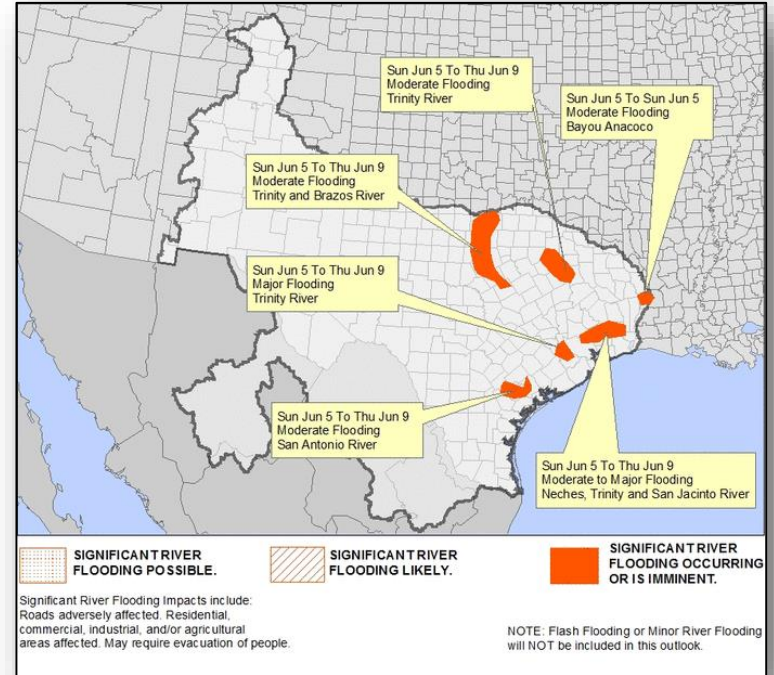 Sun Jun 5 To Thu Jun 9
Moderate Flooding
Trinity River
Sun Jun 5 To Sun Jun 5
Moderate Flooding
Bayou Anacoco
Sun Jun 5 To Thu Jun 9
Moderate Flooding
Trinity and Brazos River
Sun Jun 5 To Thu Jun 9
Major Flooding
Trinity River
Sun Jun 5 To Thu Jun 9
Moderate Flooding
San Antonio River
Sun Jun 5 To Thu Jun 9
Moderate to Major Flooding
Neches, Trinity and San Jacinto River
SIGNIFICANT RIVER
FLOODING POSSIBLE.
SIGNIFICANT RIVER
FLOODING LIKELY.
SIGNIFICANT RIVER
FLOODING OCCURRING
OR IS IMMINENT.
Significant River Flooding Impacts include:
Roads adversely affected. Residential,
commercial, industrial, and/or agricultural
areas affected. May require evacuation of people.
NOTE: Flash Flooding or Minor River Flooding
will NOT be included in this outlook.